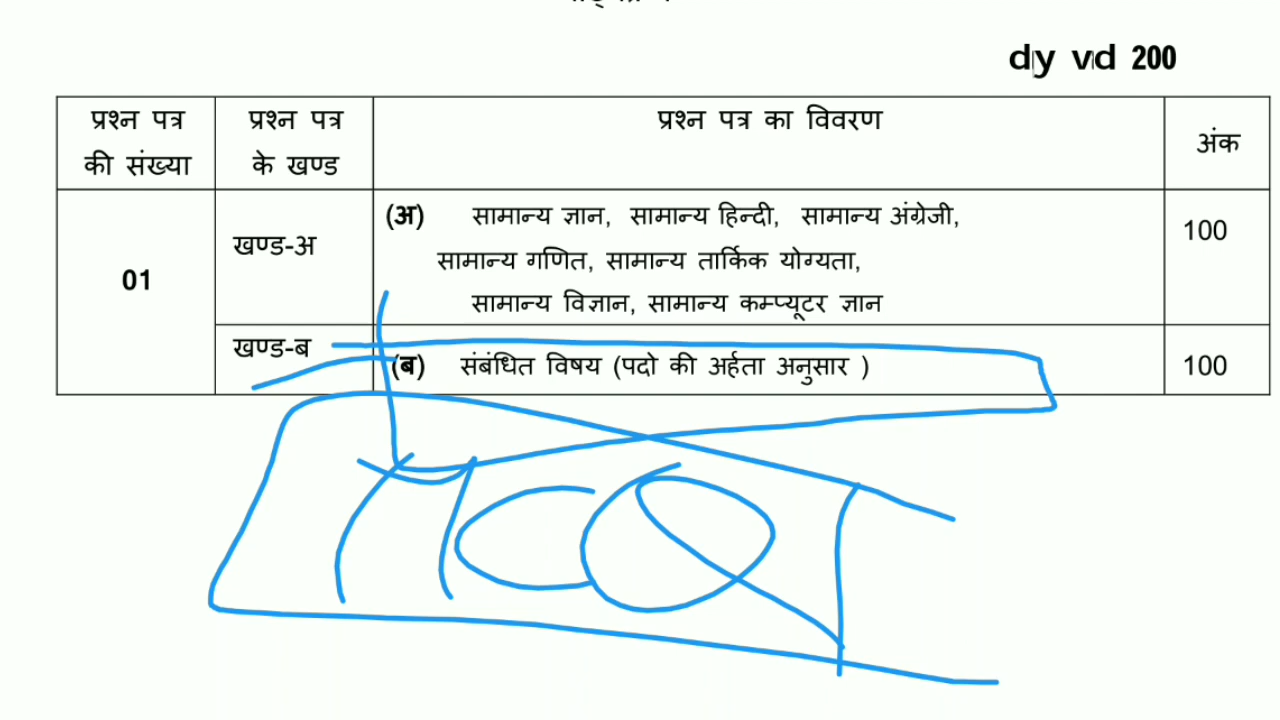 dy vd 200
प्रश्न पत्र की संख्या
प्रश्न पत्र के खण्ड
प्रश्न पत्र का विवरण
अंक
01
खण्ड-अ
(अ) सामान्य ज्ञान, सामान्य हिन्दी, सामान्य अंग्रेजी,
सामान्य गणित, सामान्य तार्किक योग्यता,
सामान्य विज्ञान, सामान्य कम्प्यूटर ज्ञान
100
खण्ड-ब
(ब) संबंधित विषय (पदो की अर्हता अनुसार )
100
MCQ